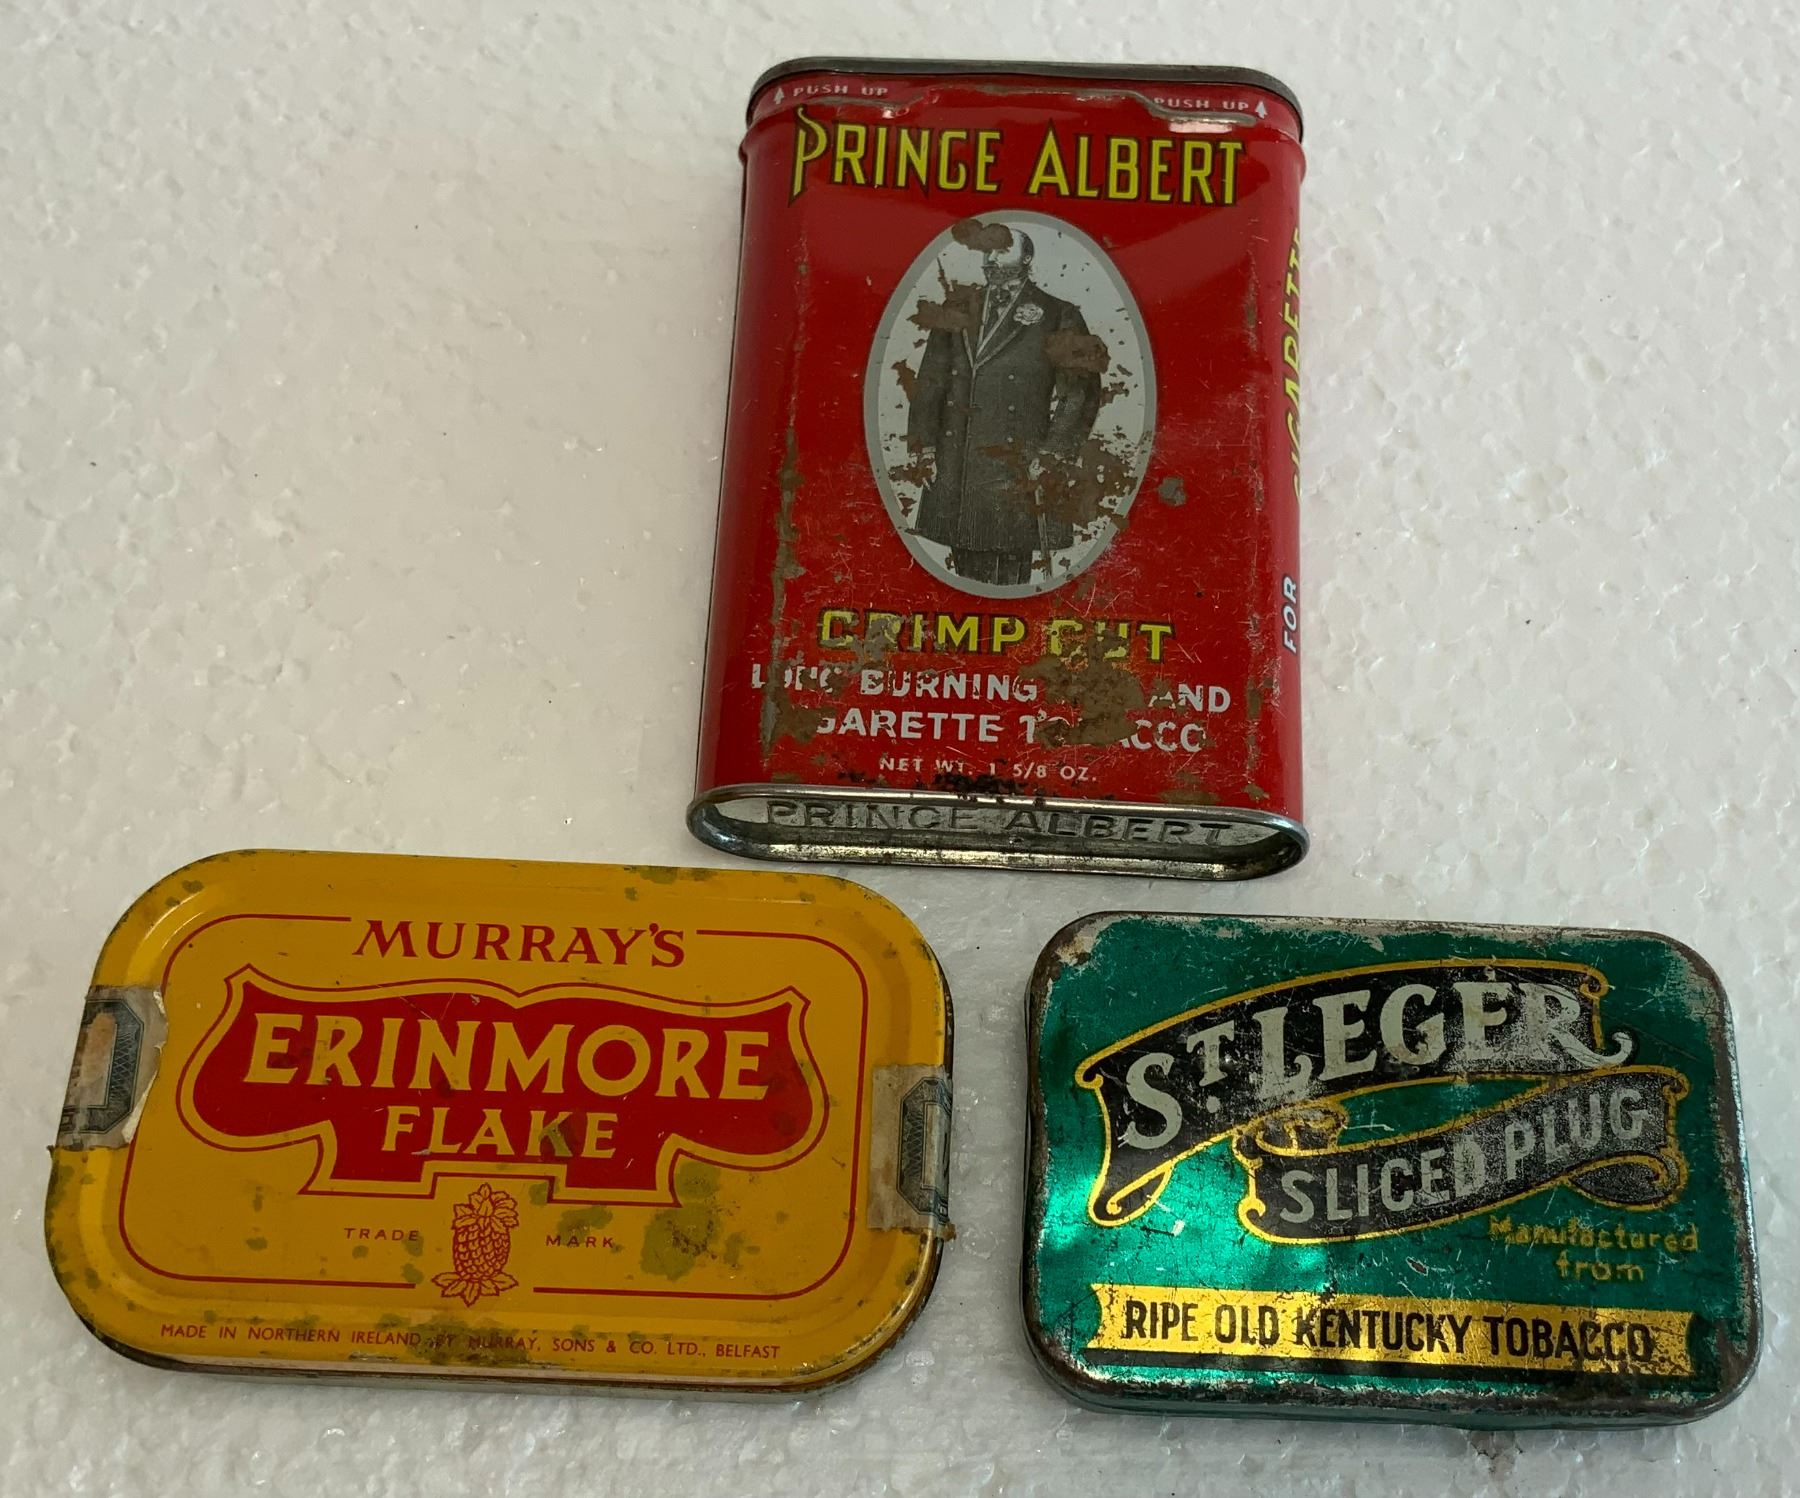 PUSH UP PUSH UP
PRINCE ALBERT
CRIMP CUT
LONG BURNING AND
TOBACCO
NET WT. 1 5/8 OZ.
PRINCE ALBERT
FOR CIGARETTE
MURRAY'S
ERINMORE
FLAKE
TRADE MARK
MADE IN NORTHERN IRELAND BY MURRAY, SONS & CO. LTD., BELFAST
ST. LEGER
SLICED PLUG
Manufactured
from
RIPE OLD KENTUCKY TOBACCO